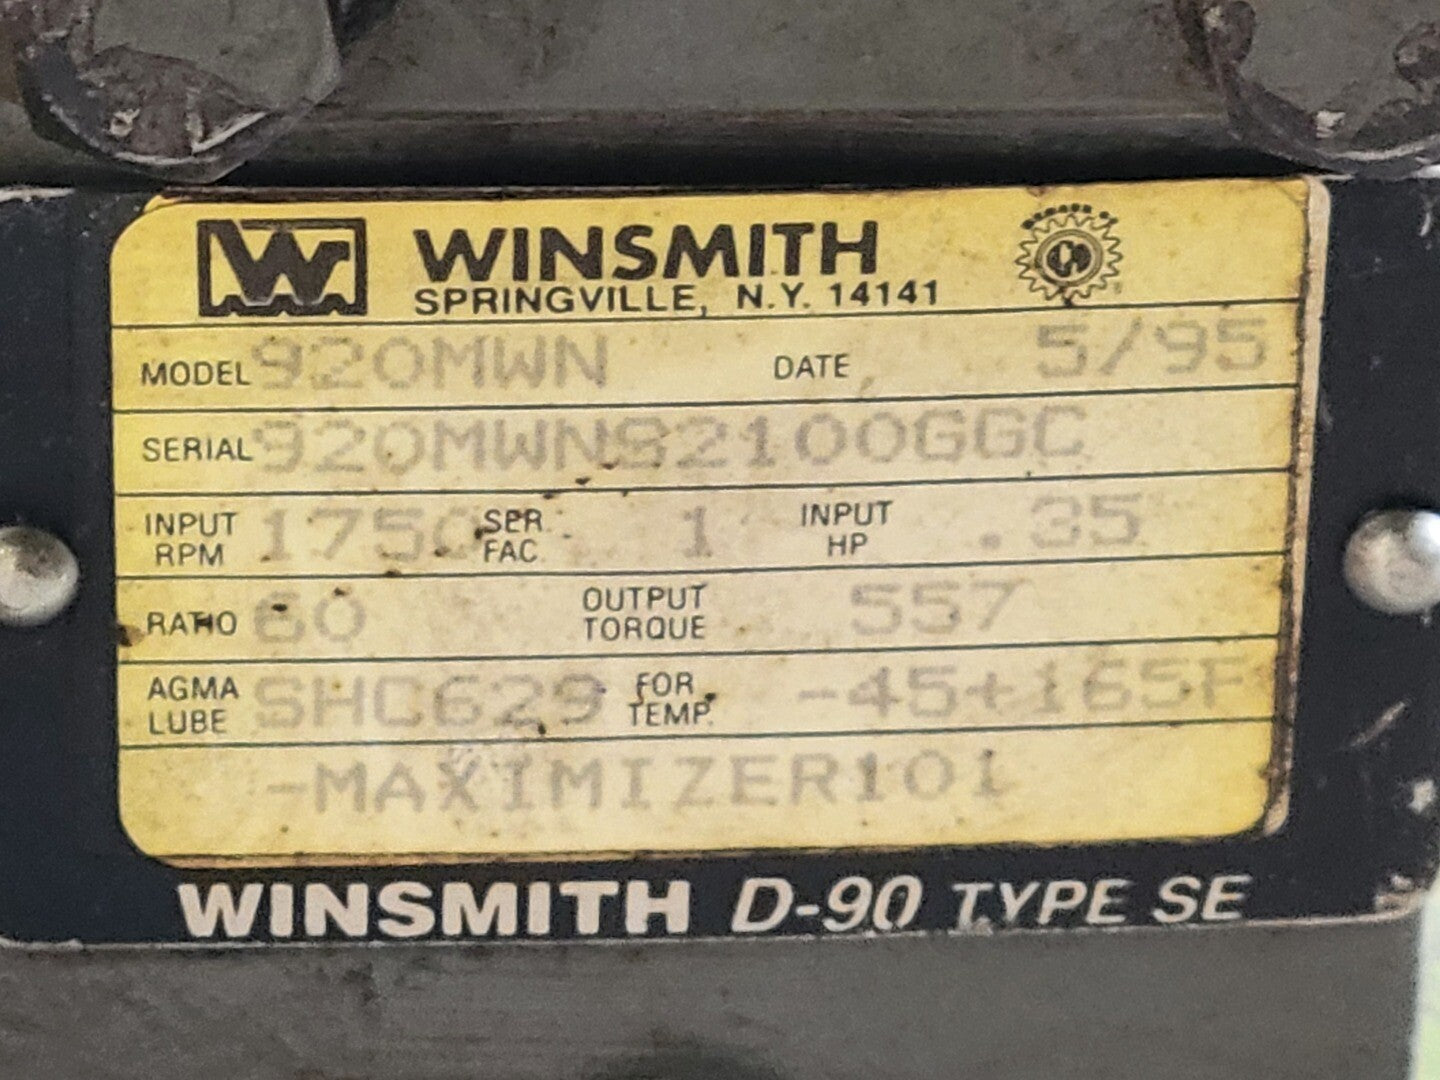 W WINSMITH
SPRINGVILLE, N.Y. 14141
MODEL 920MWN DATE 5/95
SERIAL 920MWNS2100GGC
INPUT RPM 1750 SER. FAC. 1 INPUT HP .35
RATIO 60 OUTPUT TORQUE 557
AGMA LUBE SHC629 FOR TEMP. -45+165F
-MAXIMIZER101
WINSMITH D-90 TYPE SE